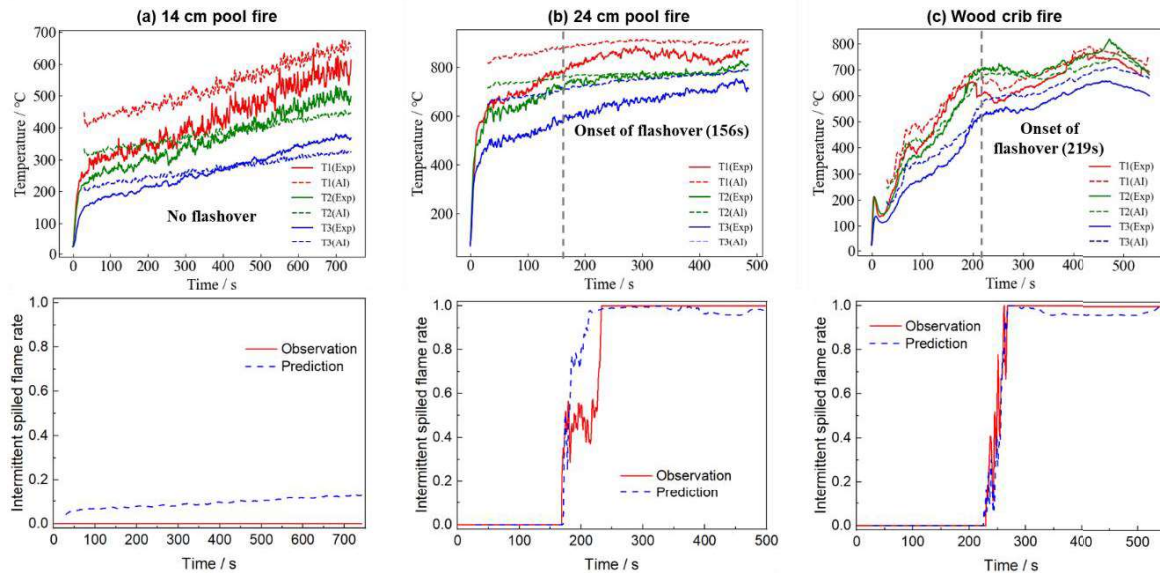 (a) 14 cm pool fire
700
600
500
400
300
200
100
0
Temperature / °C
No flashover
T1(Exp)
T1(AI)
T2(Exp)
T2(AI)
T3(Exp)
T3(AI)
0 100 200 300 400 500 600 700
Time / s
(b) 24 cm pool fire
800
600
400
200
Temperature / °C
Onset of flashover (156s)
T1(Exp)
T1(AI)
T2(Exp)
T2(AI)
T3(Exp)
T3(AI)
0 100 200 300 400 500
Time / s
(c) Wood crib fire
800
700
600
500
400
300
200
100
0
Temperature / °C
Onset of
flashover (219s)
T1(Exp)
T1(AI)
T2(Exp)
T2(AI)
T3(Exp)
T3(AI)
0 100 200 300 400 500
Time / s
1.0
0.8
0.6
0.4
0.2
0.0
Intermittent spilled flame rate
Observation
Prediction
0 100 200 300 400 500 600 700
Time / s
1.0
0.8
0.6
0.4
0.2
0.0
Intermittent spilled flame rate
Observation
Prediction
0 100 200 300 400 500
Time / s
1.0
0.8
0.6
0.4
0.2
0.0
Intermittent spilled flame rate
Observation
Prediction
0 100 200 300 400 500
Time / s